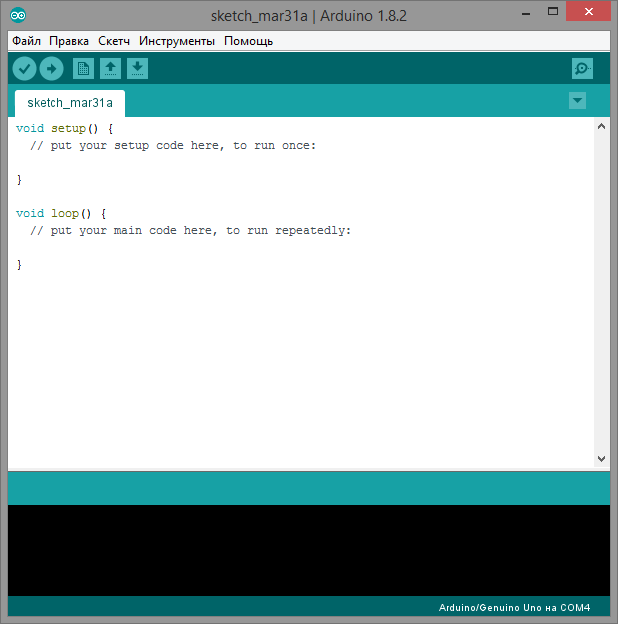 sketch_mar31a | Arduino 1.8.2
Файл Правка Скетч Инструменты Помощь
sketch_mar31a
void setup() {
  // put your setup code here, to run once:
}
void loop() {
  // put your main code here, to run repeatedly:
}
Arduino/Genuino Uno на COM4